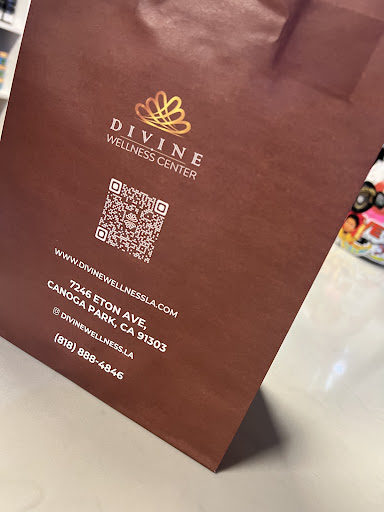 DIVINE
WELLNESS CENTER
WWW.DIVINEWELLNESSLA.COM
7246 ETON AVE,
CANOGA PARK, CA 91303
DIVINEWELLNESS.LA
(818) 888-4846